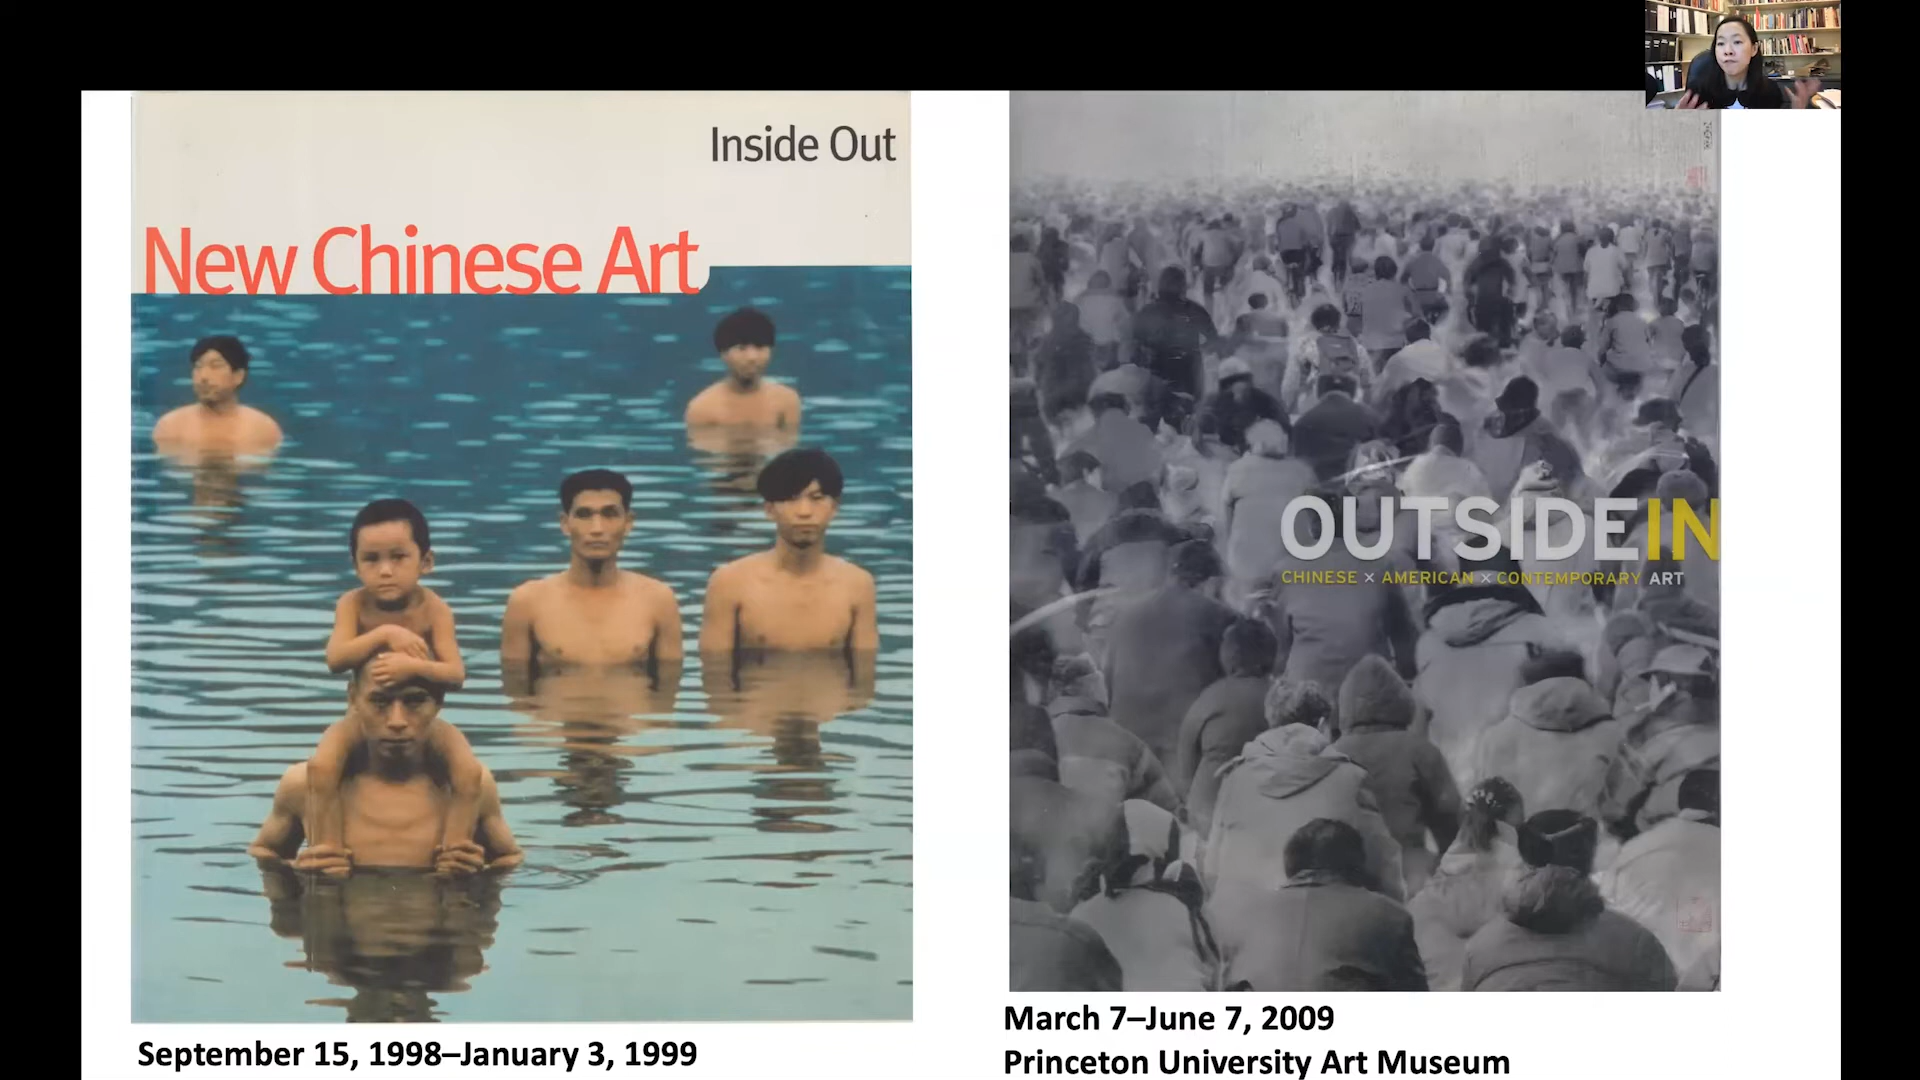 Inside Out
New Chinese Art
September 15, 1998–January 3, 1999
OUTSIDEIN
CHINESE × AMERICAN × CONTEMPORARY ART
March 7–June 7, 2009
Princeton University Art Museum